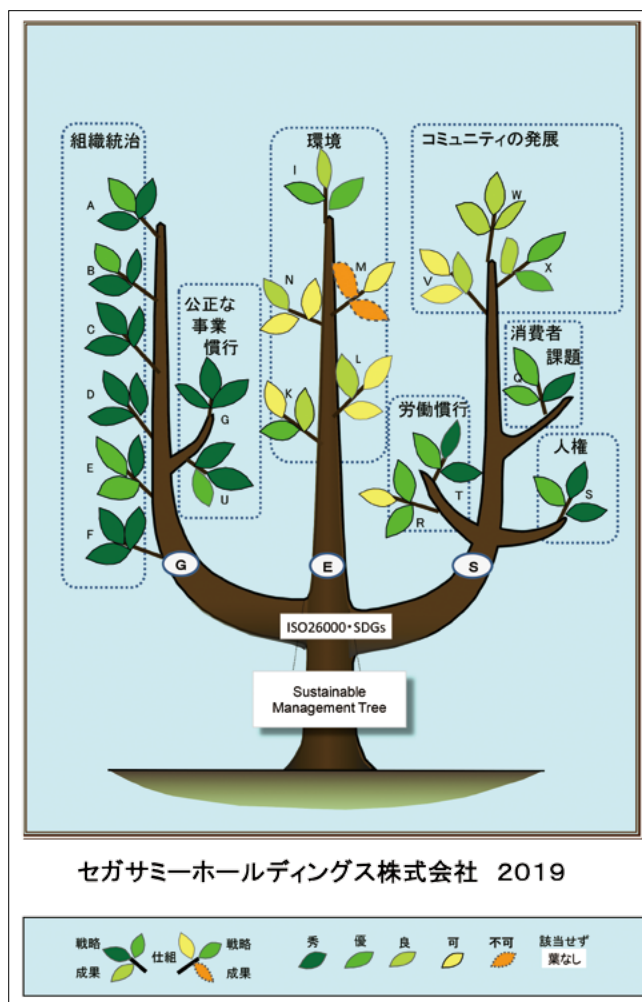 組織統治
環境
コミュニティの発展
I
W
A
M
X
B
N
V
公正な
事業
慣行
消費者
課題
C
L
Q
K
労働慣行
D
G
人権
E
U
T
S
R
F
G
E
S
ISO26000・SDGs
Sustainable
Management Tree
セガサミーホールディングス株式会社 2019
戦略 仕組 戦略
成果 成果
秀 優 良 可 不可 該当せず
葉なし